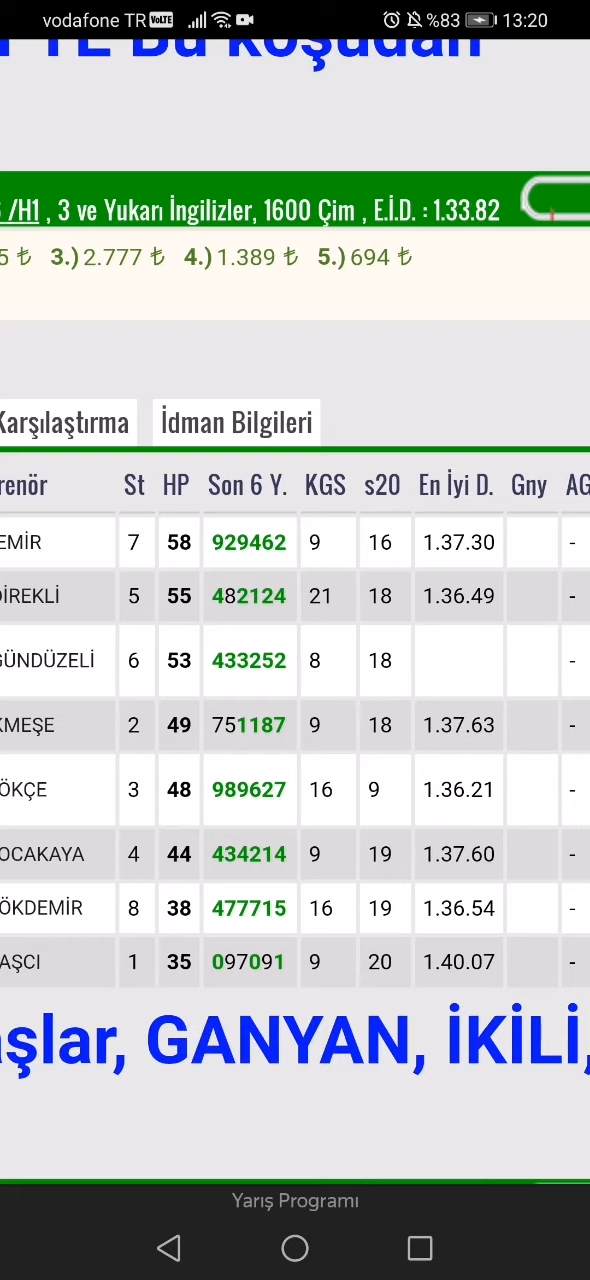 vodafone TR VoLTE %83 13:20
TE Bu koşudan
/H1 , 3 ve Yukarı İngilizler, 1600 Çim , E.İ.D. : 1.33.82
5 ₺ 3.) 2.777 ₺ 4.) 1.389 ₺ 5.) 694 ₺
Karşılaştırma İdman Bilgileri
renör St HP Son 6 Y. KGS s20 En İyi D. Gny AG
EMİR 7 58 929462 9 16 1.37.30 -
DİREKLİ 5 55 482124 21 18 1.36.49 -
GÜNDÜZELİ 6 53 433252 8 18 -
KMEŞE 2 49 751187 9 18 1.37.63 -
ÖKÇE 3 48 989627 16 9 1.36.21 -
OCAKAYA 4 44 434214 9 19 1.37.60 -
ÖKDEMİR 8 38 477715 16 19 1.36.54 -
AŞCI 1 35 097091 9 20 1.40.07 -
aşlar, GANYAN, İKİLİ,
Yarış Programı